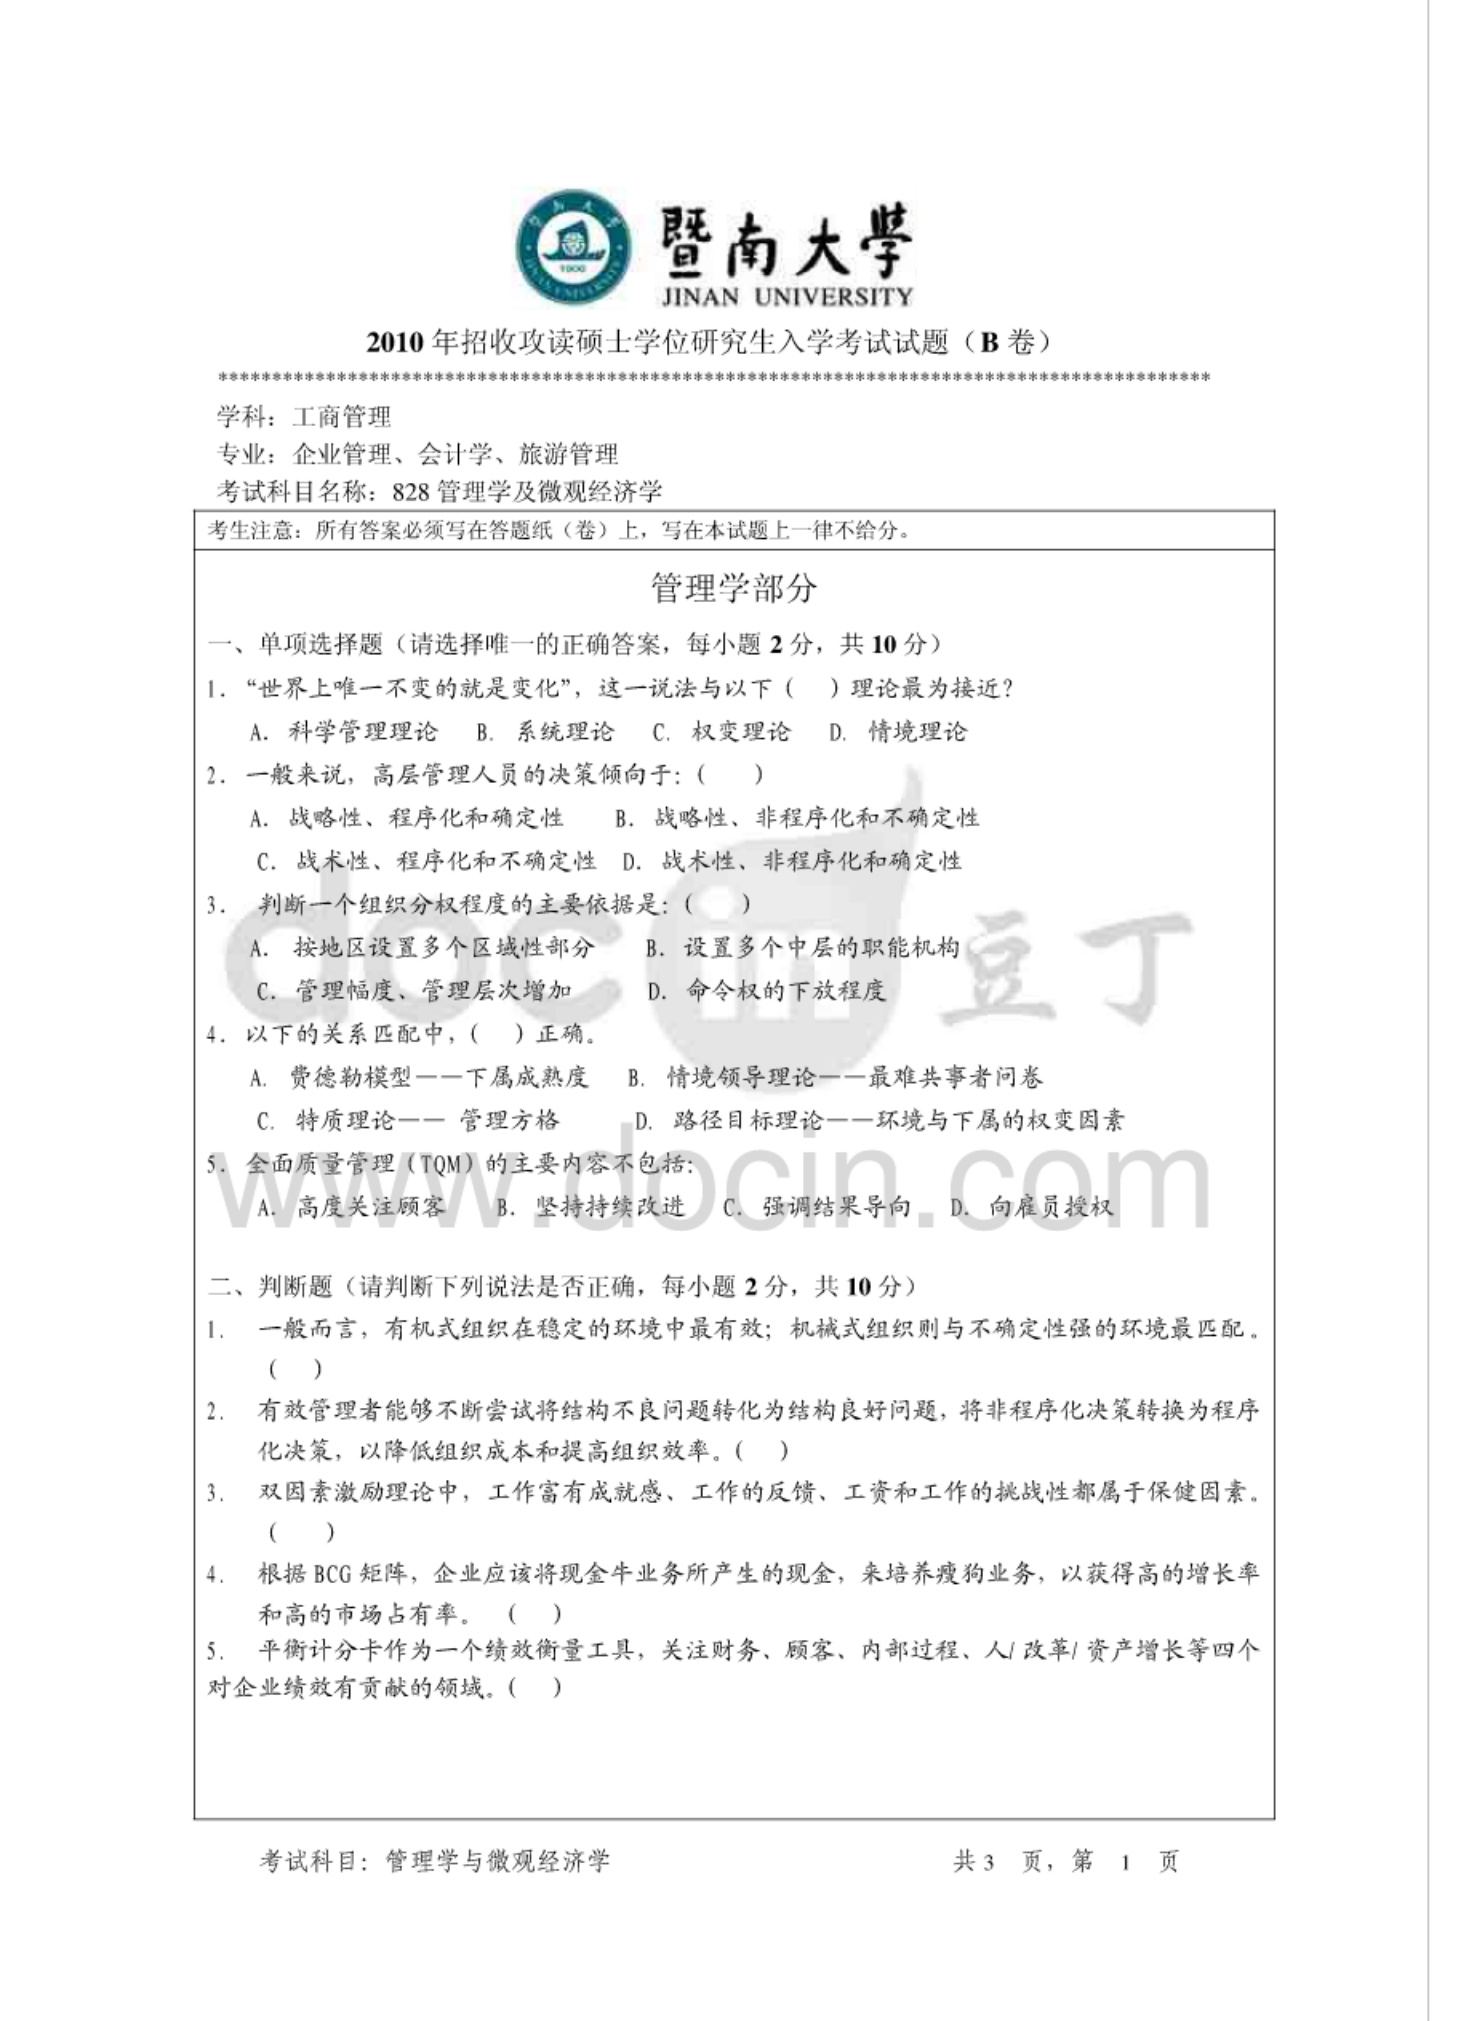 暨南大学
JINAN UNIVERSITY
2010 年招收攻读硕士学位研究生入学考试试题（B 卷）
********************************************************************************************
学科：工商管理
专业：企业管理、会计学、旅游管理
考试科目名称：828 管理学及微观经济学
考生注意：所有答案必须写在答题纸（卷）上，写在本试题上一律不给分。
管理学部分
一、单项选择题（请选择唯一的正确答案，每小题 2 分，共 10 分）
1. “世界上唯一不变的就是变化”，这一说法与以下（ ）理论最为接近？
A. 科学管理理论 B. 系统理论 C. 权变理论 D. 情境理论
2. 一般来说，高层管理人员的决策倾向于：（ ）
A. 战略性、程序化和确定性 B. 战略性、非程序化和不确定性
C. 战术性、程序化和不确定性 D. 战术性、非程序化和确定性
3. 判断一个组织分权程度的主要依据是：（ ）
A. 按地区设置多个区域性部分 B. 设置多个中层的职能机构
C. 管理幅度、管理层次增加 D. 命令权的下放程度
4. 以下的关系匹配中，（ ）正确。
A. 费德勒模型——下属成熟度 B. 情境领导理论——最难共事者问卷
C. 特质理论—— 管理方格 D. 路径目标理论——环境与下属的权变因素
5. 全面质量管理（TQM）的主要内容不包括：
A. 高度关注顾客 B. 坚持持续改进 C. 强调结果导向 D. 向雇员授权
二、判断题（请判断下列说法是否正确，每小题 2 分，共 10 分）
1. 一般而言，有机式组织在稳定的环境中最有效；机械式组织则与不确定性强的环境最匹配。
（ ）
2. 有效管理者能够不断尝试将结构不良问题转化为结构良好问题，将非程序化决策转换为程序
化决策，以降低组织成本和提高组织效率。（ ）
3. 双因素激励理论中，工作富有成就感、工作的反馈、工资和工作的挑战性都属于保健因素。
（ ）
4. 根据 BCG 矩阵，企业应该将现金牛业务所产生的现金，来培养瘦狗业务，以获得高的增长率
和高的市场占有率。 （ ）
5. 平衡计分卡作为一个绩效衡量工具，关注财务、顾客、内部过程、人/ 改革/ 资产增长等四个
对企业绩效有贡献的领域。（ ）
docin 豆丁
www.docin.com
考试科目：管理学与微观经济学 共 3 页，第 1 页